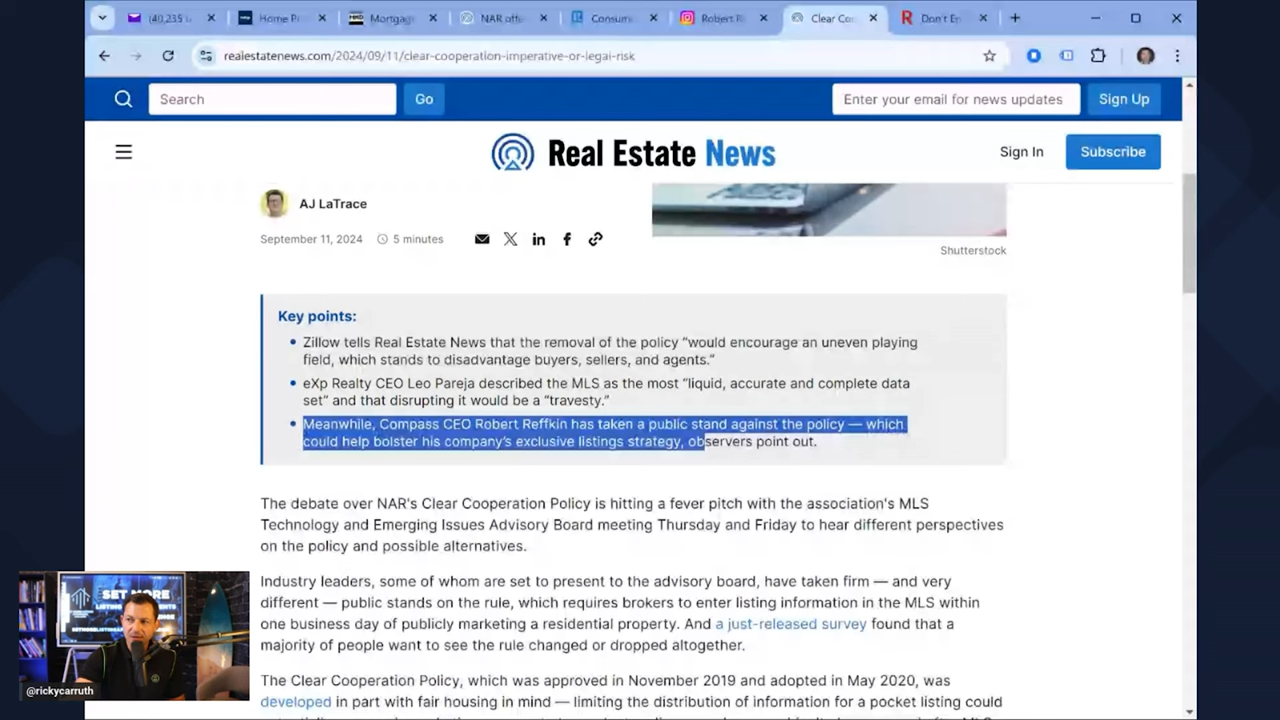 (40,235
Home Pr
Mortgag
NAR offe
Consum
Robert R
Clear Co
Don't En
realestatenews.com/2024/09/11/clear-cooperation-imperative-or-legal-risk
Search
Go
Enter your email for news updates
Sign Up
Real Estate News
Sign In
Subscribe
AJ LaTrace
September 11, 2024
5 minutes
Shutterstock
Key points:
Zillow tells Real Estate News that the removal of the policy “would encourage an uneven playing
field, which stands to disadvantage buyers, sellers, and agents.”
eXp Realty CEO Leo Pareja described the MLS as the most “liquid, accurate and complete data
set” and that disrupting it would be a “travesty.”
Meanwhile, Compass CEO Robert Reffkin has taken a public stand against the policy — which
could help bolster his company’s exclusive listings strategy, observers point out.
The debate over NAR's Clear Cooperation Policy is hitting a fever pitch with the association's MLS
Technology and Emerging Issues Advisory Board meeting Thursday and Friday to hear different perspectives
on the policy and possible alternatives.
Industry leaders, some of whom are set to present to the advisory board, have taken firm — and very
different — public stands on the rule, which requires brokers to enter listing information in the MLS within
one business day of publicly marketing a residential property. And a just-released survey found that a
majority of people want to see the rule changed or dropped altogether.
The Clear Cooperation Policy, which was approved in November 2019 and adopted in May 2020, was
developed in part with fair housing in mind — limiting the distribution of information for a pocket listing could
SET MORE
@rickycarruth